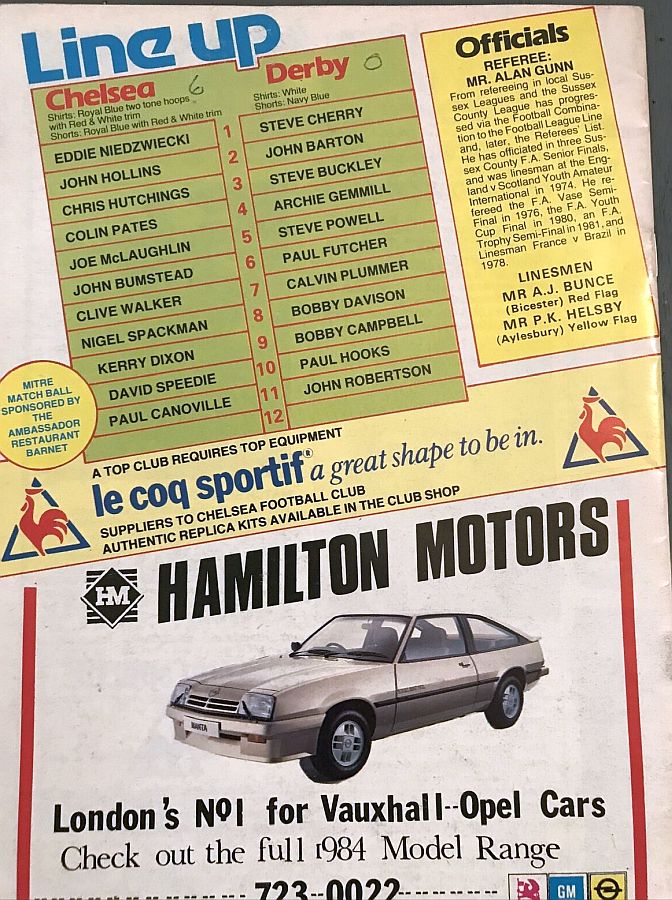 Line up
Chelsea 6
Shirts: Royal Blue two tone hoops
with Red & White trim
Shorts: Royal Blue with Red & White trim
EDDIE NIEDZWIECKI
JOHN HOLLINS
CHRIS HUTCHINGS
COLIN PATES
JOE McLAUGHLIN
JOHN BUMSTEAD
CLIVE WALKER
NIGEL SPACKMAN
KERRY DIXON
DAVID SPEEDIE
PAUL CANOVILLE
1
2
3
4
5
6
7
8
9
10
11
12
Derby 0
Shirts: White
Shorts: Navy Blue
STEVE CHERRY
JOHN BARTON
STEVE BUCKLEY
ARCHIE GEMMILL
STEVE POWELL
PAUL FUTCHER
CALVIN PLUMMER
BOBBY DAVISON
BOBBY CAMPBELL
PAUL HOOKS
JOHN ROBERTSON
Officials
REFEREE:
MR. ALAN GUNN
From refereeing in local Sus-
sex Leagues and the Sussex
County League has progres-
sed via the Football Combina-
tion to the Football League Line
and, later, the Referees' List.
He has officiated in three Sus-
sex County F.A. Senior Finals,
and was linesman at the Eng-
land v Scotland Youth Amateur
International in 1974. He re-
fereed the F.A. Vase Semi-
Final in 1976, the F.A. Youth
Cup Final in 1980, an F.A.
Trophy Semi-Final in 1981, and
Linesman France v Brazil in
1978.
LINESMEN
MR A.J. BUNCE
(Bicester) Red Flag
MR P.K. HELSBY
(Aylesbury) Yellow Flag
MITRE
MATCH BALL
SPONSORED BY
THE
AMBASSADOR
RESTAURANT
BARNET
A TOP CLUB REQUIRES TOP EQUIPMENT
le coq sportif® a great shape to be in.
SUPPLIERS TO CHELSEA FOOTBALL CLUB
AUTHENTIC REPLICA KITS AVAILABLE IN THE CLUB SHOP
HM HAMILTON MOTORS
MANTA
London's Nº1 for Vauxhall--Opel Cars
Check out the full 1984 Model Range
723--0022
GM